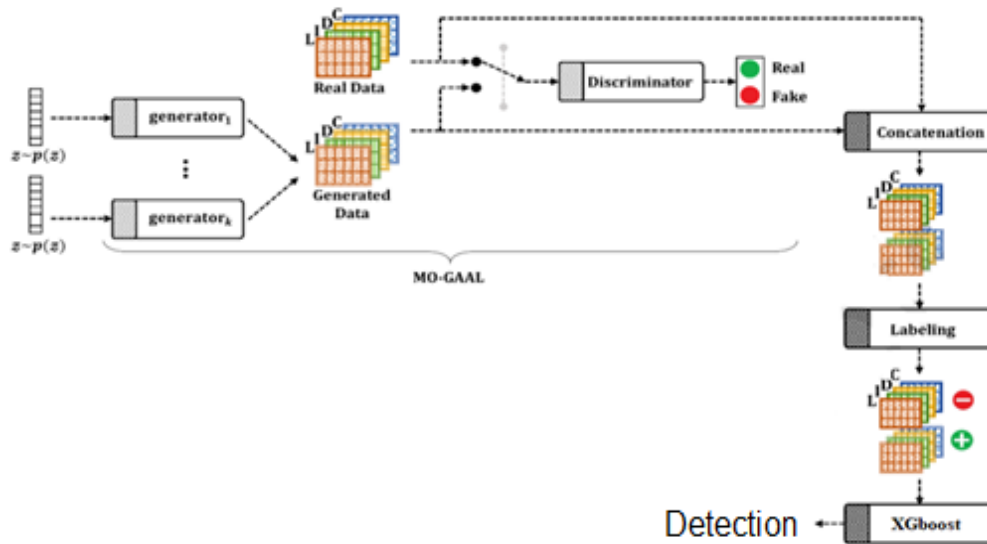 L I D C
Real Data
Discriminator
Real
Fake
generator₁
z~p(z)
⋮
generatorₖ
z~p(z)
L I D C
Generated
Data
Concatenation
MO-GAAL
L I D C
Labeling
L I D C
XGboost
Detection